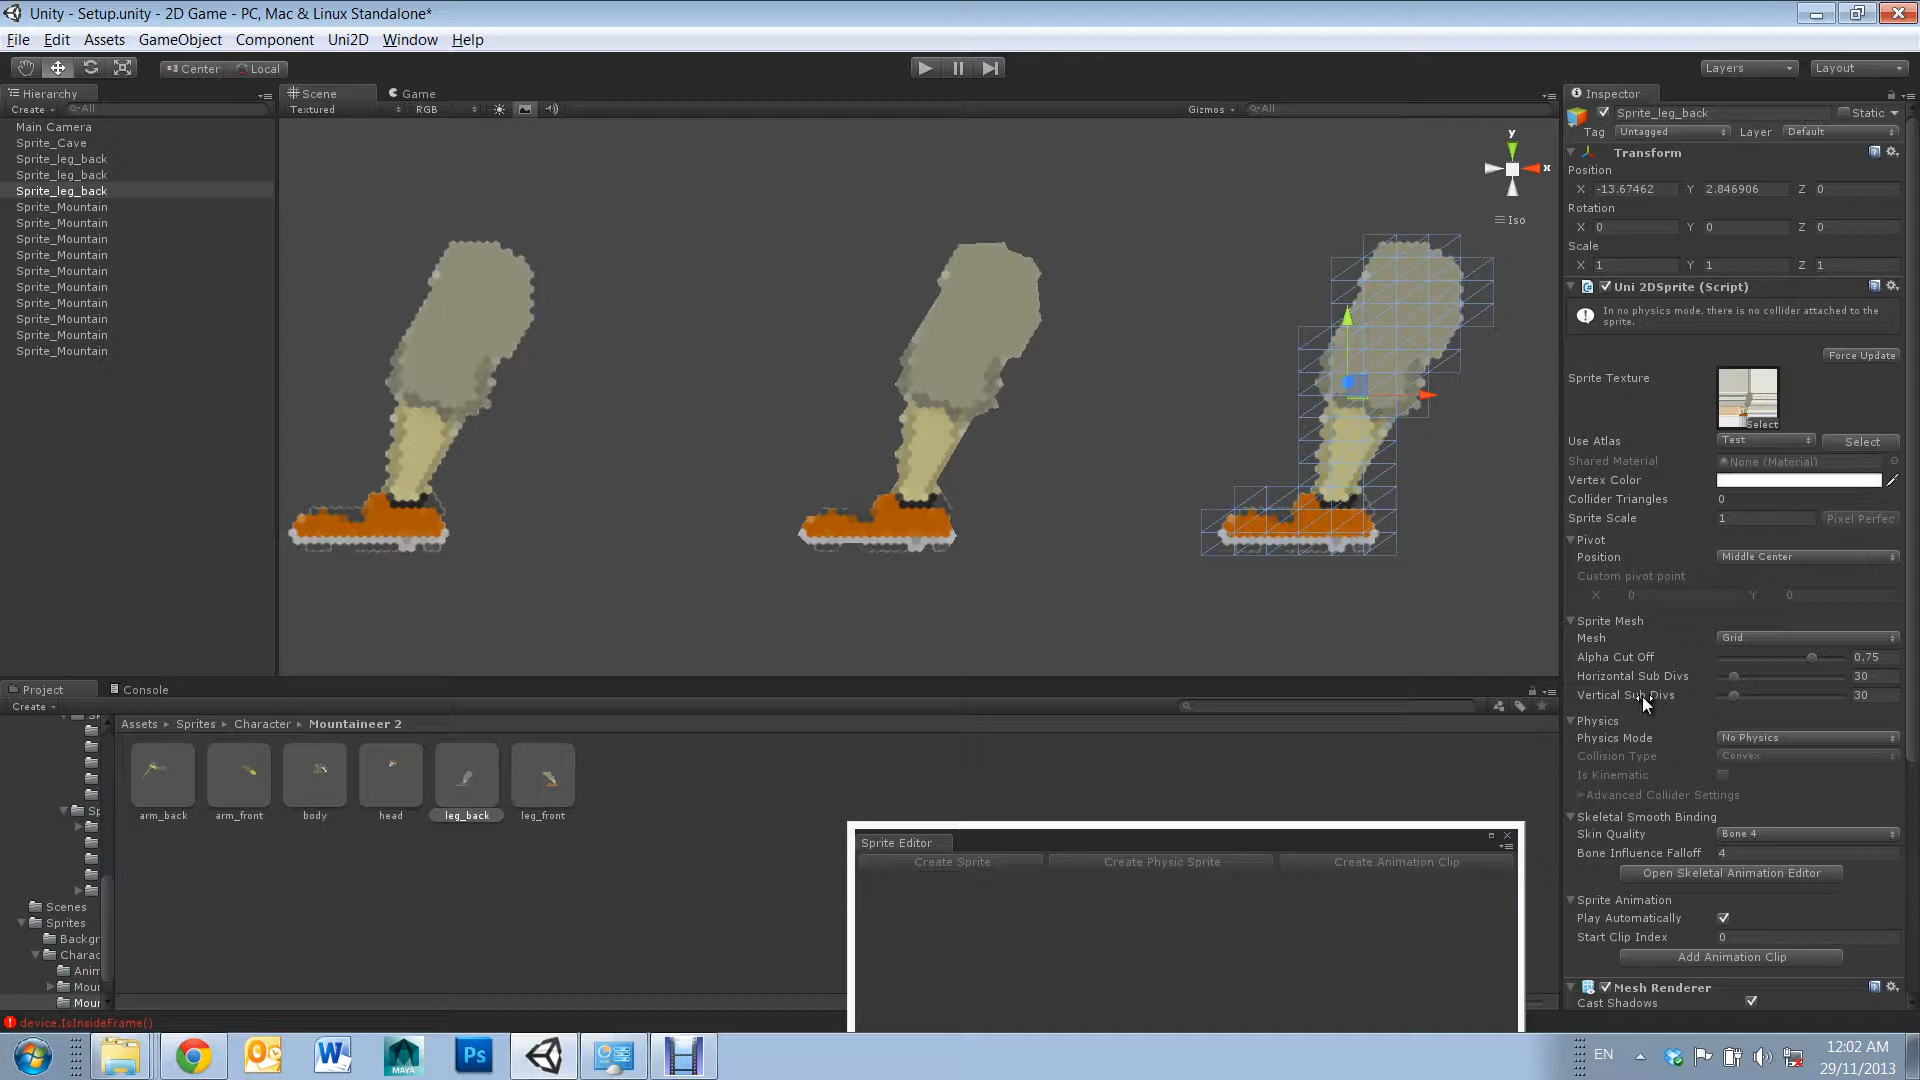 Unity - Setup.unity - 2D Game - PC, Mac & Linux Standalone*
File Edit Assets GameObject Component Uni2D Window Help
Center Local Layers Layout
Hierarchy
Create All
Main Camera
Sprite_Cave
Sprite_leg_back
Sprite_leg_back
Sprite_leg_back
Sprite_Mountain
Sprite_Mountain
Sprite_Mountain
Sprite_Mountain
Sprite_Mountain
Sprite_Mountain
Sprite_Mountain
Sprite_Mountain
Sprite_Mountain
Sprite_Mountain
Scene Game
Textured RGB Gizmos All
y
x
Iso
Inspector
Sprite_leg_back Static
Tag Untagged Layer Default
Transform
Position
X -13.67462 Y 2.846906 Z 0
Rotation
X 0 Y 0 Z 0
Scale
X 1 Y 1 Z 1
Uni 2DSprite (Script)
In no physics mode, there is no collider attached to the
sprite.
Force Update
Sprite Texture
Select
Use Atlas Test Select
Shared Material None (Material)
Vertex Color
Collider Triangles 0
Sprite Scale 1 Pixel Perfec
Pivot
Position Middle Center
Custom pivot point
X 0 Y 0
Sprite Mesh
Mesh Grid
Alpha Cut Off 0.75
Horizontal Sub Divs 30
Vertical Sub Divs 30
Physics
Physics Mode No Physics
Collision Type Convex
Is Kinematic
Advanced Collider Settings
Skeletal Smooth Binding
Skin Quality Bone 4
Bone Influence Falloff 4
Open Skeletal Animation Editor
Sprite Animation
Play Automatically
Start Clip Index 0
Add Animation Clip
Mesh Renderer
Cast Shadows
Project Console
Create
Assets Sprites Character Mountaineer 2
arm_back arm_front body head leg_back leg_front
Sp
Scenes
Sprites
Backgr
Charac
Anim
Mour
Mour
Sprite Editor
Create Sprite Create Physic Sprite Create Animation Clip
device.IsInsideFrame()
MAYA
Ps
EN
12:02 AM
29/11/2013